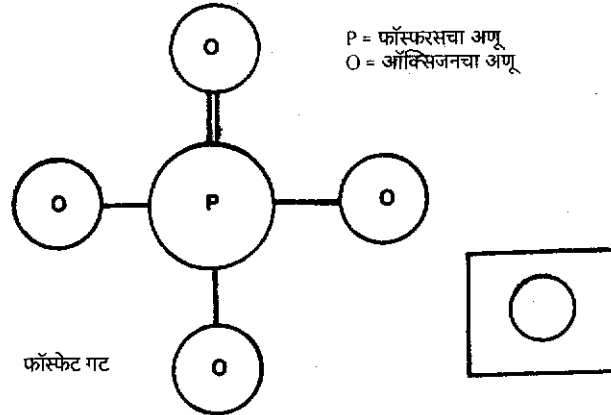 O
P = फॉस्फरसचा अणू
O = ऑक्सिजनचा अणू
O P O
फॉस्फेट गट
O